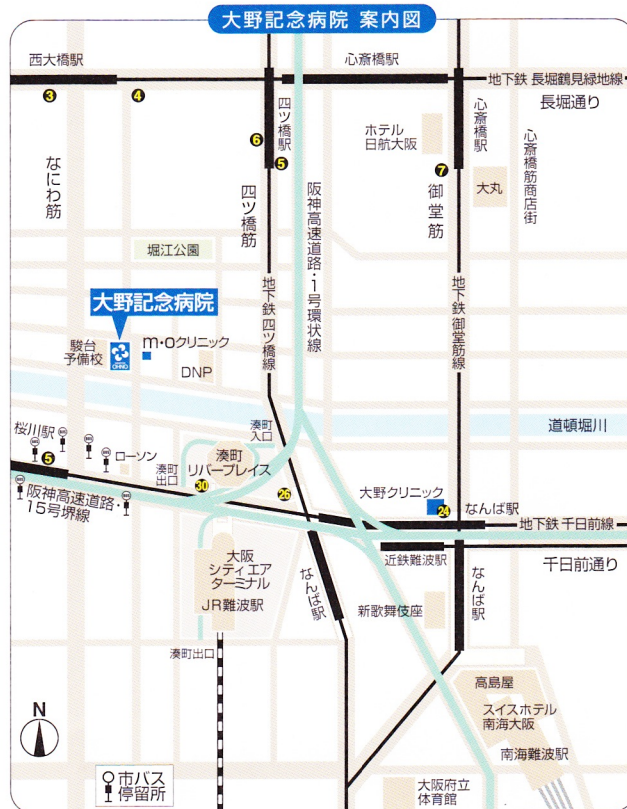 大野記念病院 案内図
西大橋駅
心斎橋駅
地下鉄 長堀鶴見緑地線
長堀通り
3
4
6
5
7
四ツ橋駅
ホテル
日航大阪
心斎橋駅
大丸
心斎橋筋商店街
なにわ筋
四ツ橋筋
阪神高速道路・1号環状線
御堂筋
堀江公園
地下鉄 四ツ橋線
地下鉄 御堂筋線
大野記念病院
駿台
予備校
OHNO
m・oクリニック
DNP
道頓堀川
桜川駅
5
ローソン
湊町
入口
湊町
出口
湊町
リバープレイス
30
26
大野クリニック
24
なんば駅
地下鉄 千日前線
阪神高速道路・
15号堺線
近鉄難波駅
千日前通り
大阪
シティエア
ターミナル
JR難波駅
なんば駅
新歌舞伎座
なんば駅
湊町出口
高島屋
スイスホテル
南海大阪
南海難波駅
N
市バス
停留所
大阪府立
体育館